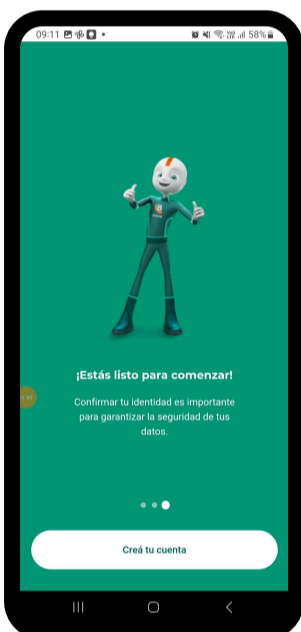 09:11 58%
¡Estás listo para comenzar!
Confirmar tu identidad es importante
para garantizar la seguridad de tus
datos.
Creá tu cuenta